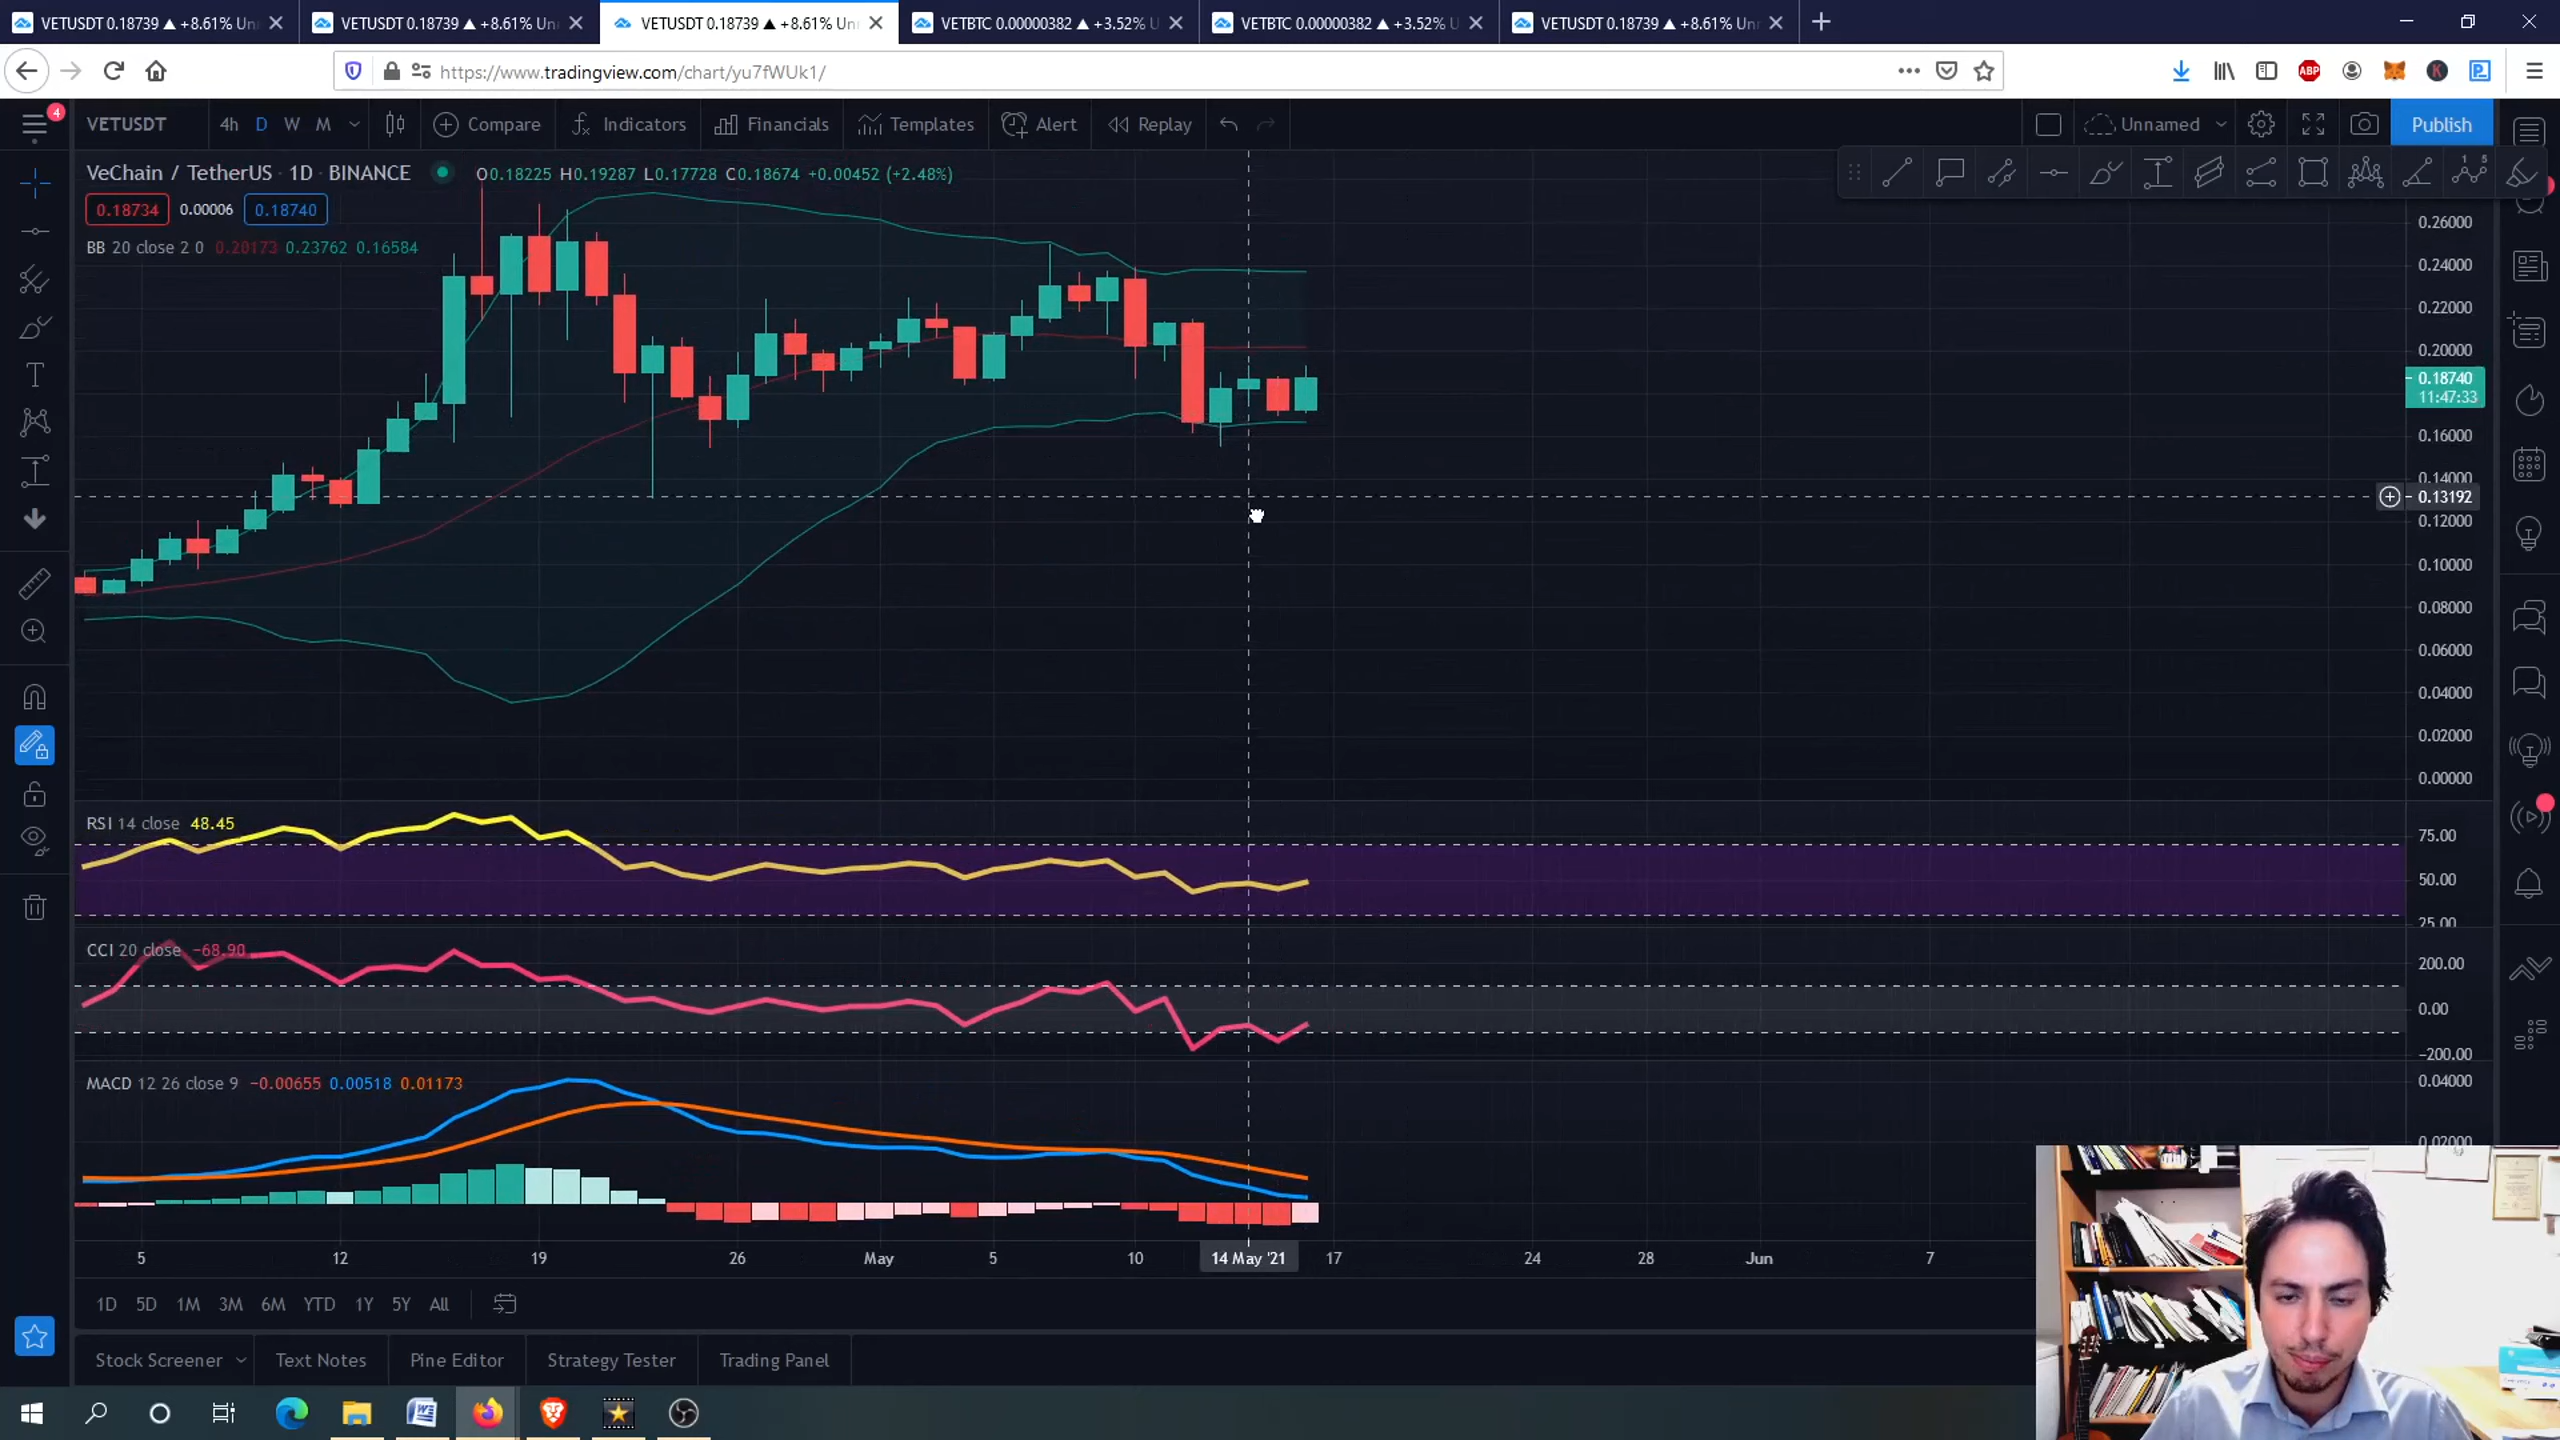 VETUSDT 0.18739 ▲ +8.61% Un
VETUSDT 0.18739 ▲ +8.61% Un
VETUSDT 0.18739 ▲ +8.61% Un
VETBTC 0.00000382 ▲ +3.52% U
VETBTC 0.00000382 ▲ +3.52% U
VETUSDT 0.18739 ▲ +8.61% Un
https://www.tradingview.com/chart/yu7fWUk1/
ABP
4
VETUSDT 4h D W M Compare Indicators Financials Templates Alert Replay Unnamed Publish
VeChain / TetherUS · 1D · BINANCE O0.18225 H0.19287 L0.17728 C0.18674 +0.00452 (+2.48%)
0.18734 0.00006 0.18740
BB 20 close 2 0 0.20173 0.23762 0.16584
0.26000
0.24000
0.22000
0.20000
0.18740
11:47:33
0.16000
0.14000
0.13192
0.12000
0.10000
0.08000
0.06000
0.04000
0.02000
0.00000
RSI 14 close 48.45
75.00
50.00
25.00
CCI 20 close −68.90
200.00
0.00
−200.00
MACD 12 26 close 9 −0.00655 0.00518 0.01173
0.04000
0.02000
5 12 19 26 May 5 10 14 May '21 17 24 28 Jun 7
1D 5D 1M 3M 6M YTD 1Y 5Y All
Stock Screener Text Notes Pine Editor Strategy Tester Trading Panel